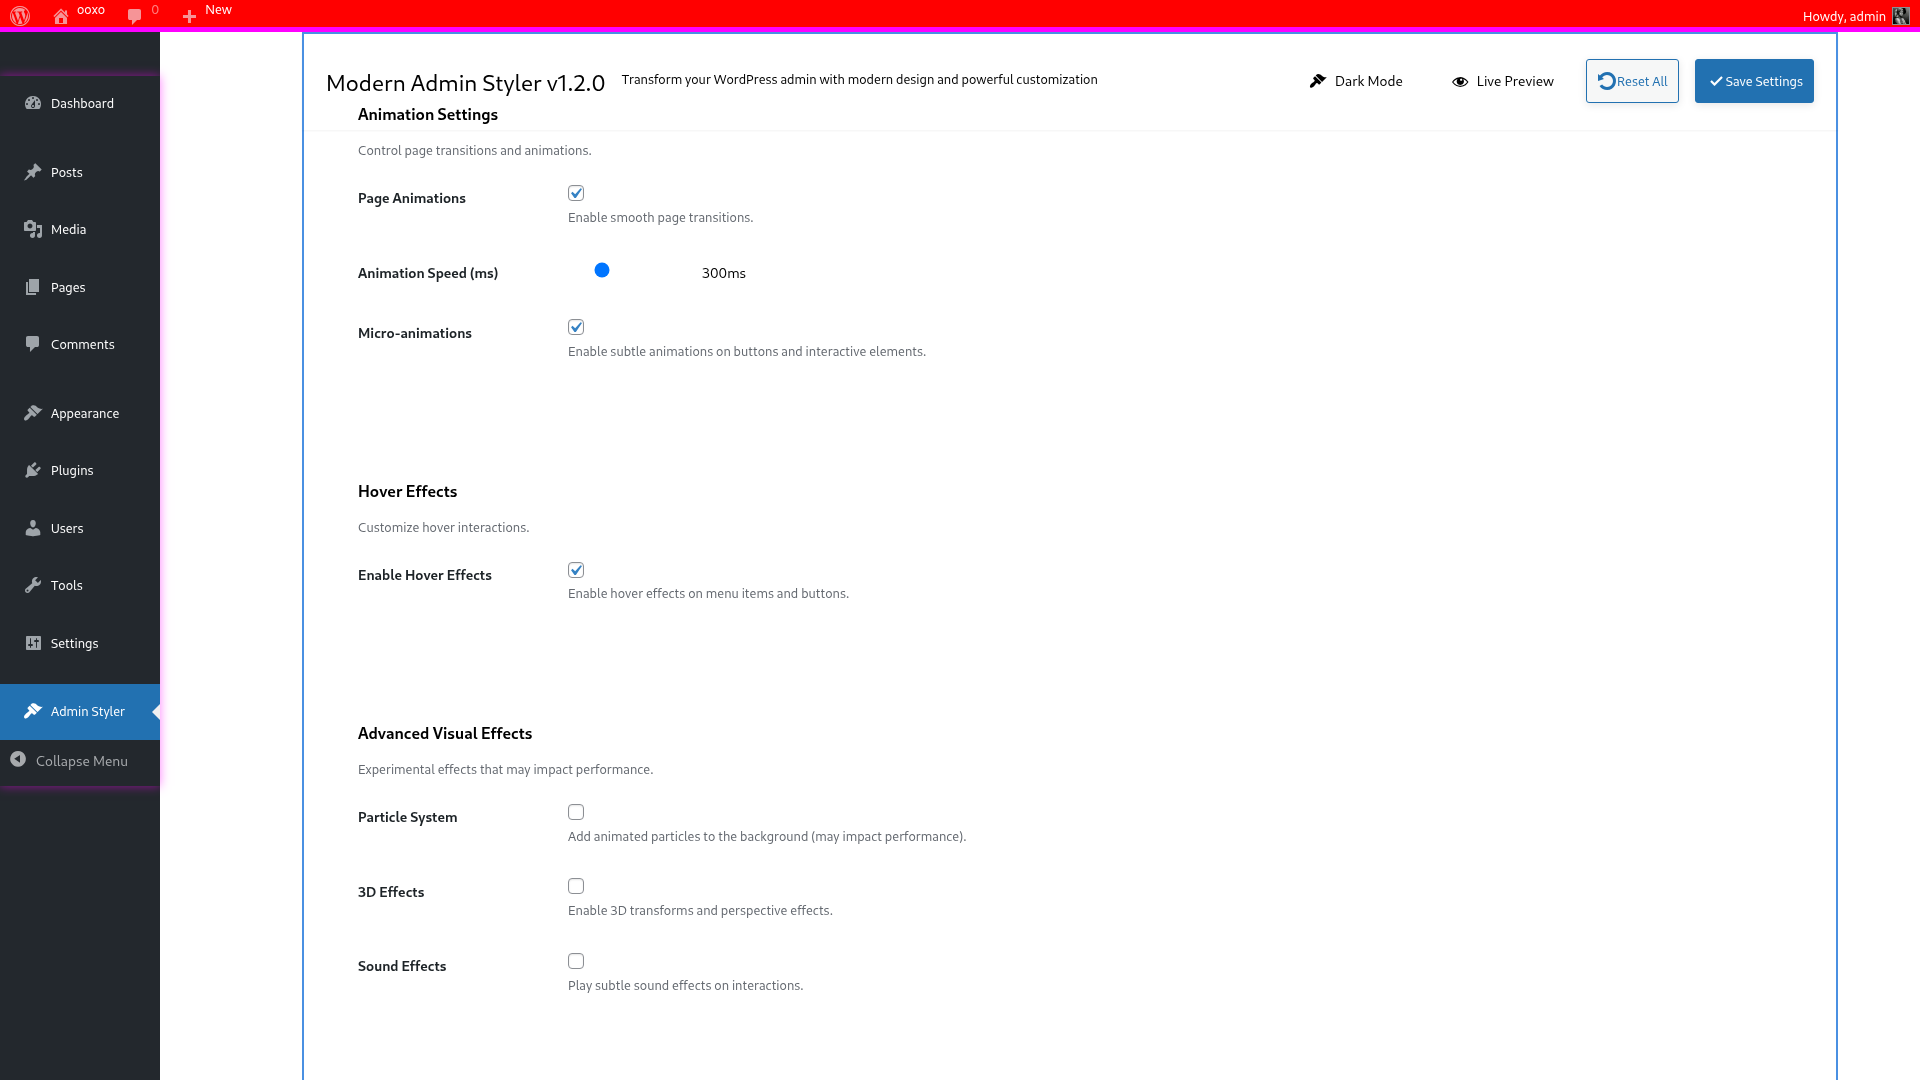 ooxo
0
New
Howdy, admin
Modern Admin Styler v1.2.0
Transform your WordPress admin with modern design and powerful customization
Dark Mode
Live Preview
Reset All
Save Settings
Dashboard
Posts
Media
Pages
Comments
Appearance
Plugins
Users
Tools
Settings
Admin Styler
Collapse Menu
Animation Settings
Control page transitions and animations.
Page Animations
Enable smooth page transitions.
Animation Speed (ms)
300ms
Micro-animations
Enable subtle animations on buttons and interactive elements.
Hover Effects
Customize hover interactions.
Enable Hover Effects
Enable hover effects on menu items and buttons.
Advanced Visual Effects
Experimental effects that may impact performance.
Particle System
Add animated particles to the background (may impact performance).
3D Effects
Enable 3D transforms and perspective effects.
Sound Effects
Play subtle sound effects on interactions.